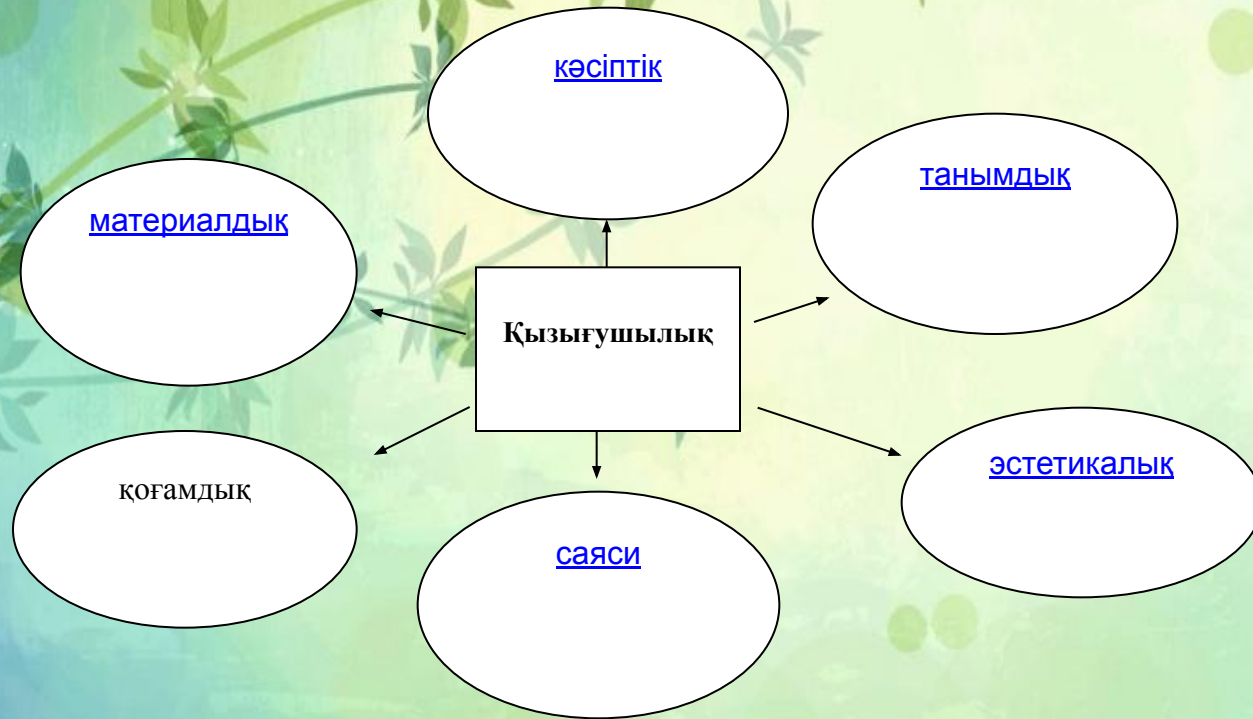 кәсіптік
танымдық
материалдық
Қызығушылық
эстетикалық
қоғамдық
саяси